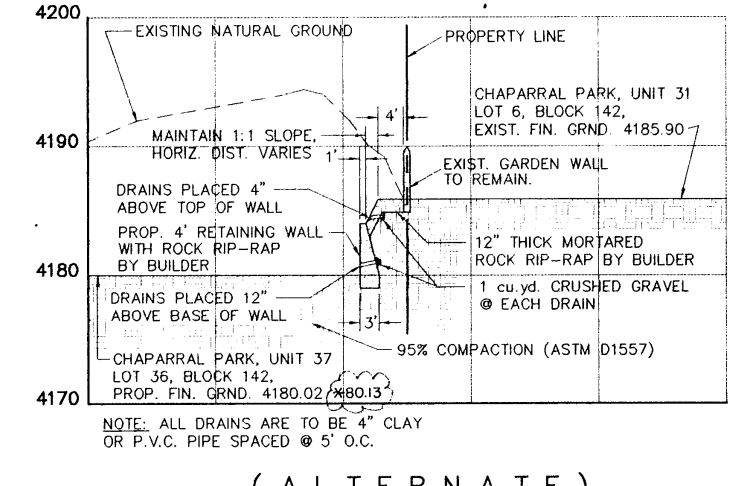 4200
EXISTING NATURAL GROUND
PROPERTY LINE
4'
CHAPARRAL PARK, UNIT 31
LOT 6, BLOCK 142,
EXIST. FIN. GRND. 4185.90
4190
MAINTAIN 1:1 SLOPE,
HORIZ. DIST. VARIES
1'
EXIST. GARDEN WALL
TO REMAIN.
DRAINS PLACED 4"
ABOVE TOP OF WALL
PROP. 4' RETAINING WALL
WITH ROCK RIP-RAP
BY BUILDER
12" THICK MORTARED
ROCK RIP-RAP BY BUILDER
4180
1 cu.yd. CRUSHED GRAVEL
@ EACH DRAIN
DRAINS PLACED 12"
ABOVE BASE OF WALL
3'
95% COMPACTION (ASTM D1557)
CHAPARRAL PARK, UNIT 37
LOT 36, BLOCK 142,
PROP. FIN. GRND. 4180.02 *80.13
4170
NOTE: ALL DRAINS ARE TO BE 4" CLAY
OR P.V.C. PIPE SPACED @ 5' O.C.
(ALTERNATE)